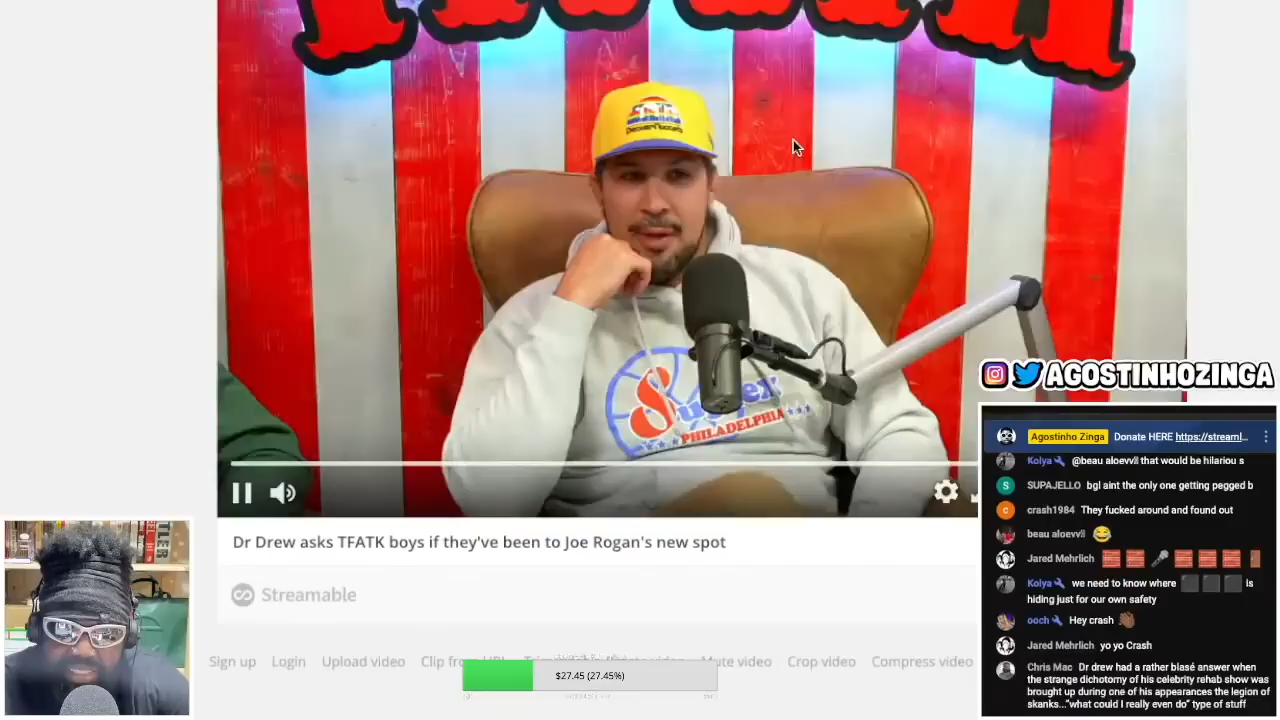 Denver Nuggets
Super
PHILADELPHIA
Dr Drew asks TFATK boys if they've been to Joe Rogan's new spot
Streamable
Sign up Login Upload video Clip from URL Mute video Crop video Compress video
$27.45 (27.45%)
AGOSTINHOZINGA
Agostinho Zinga Donate HERE https://streaml...
Kolya @beau aloevvll that would be hilariou s
S SUPAJELLO bgl aint the only one getting pegged b
c crash1984 They fucked around and found out
beau aloevvll
Jared Mehrlich
Kolya we need to know where is
hiding just for our own safety
ooch Hey crash
Jared Mehrlich yo yo Crash
Chris Mac Dr drew had a rather blasé answer when
the strange dichotomy of his celebrity rehab show was
brought up during one of his appearances the legion of
skanks..."what could I really even do" type of stuff